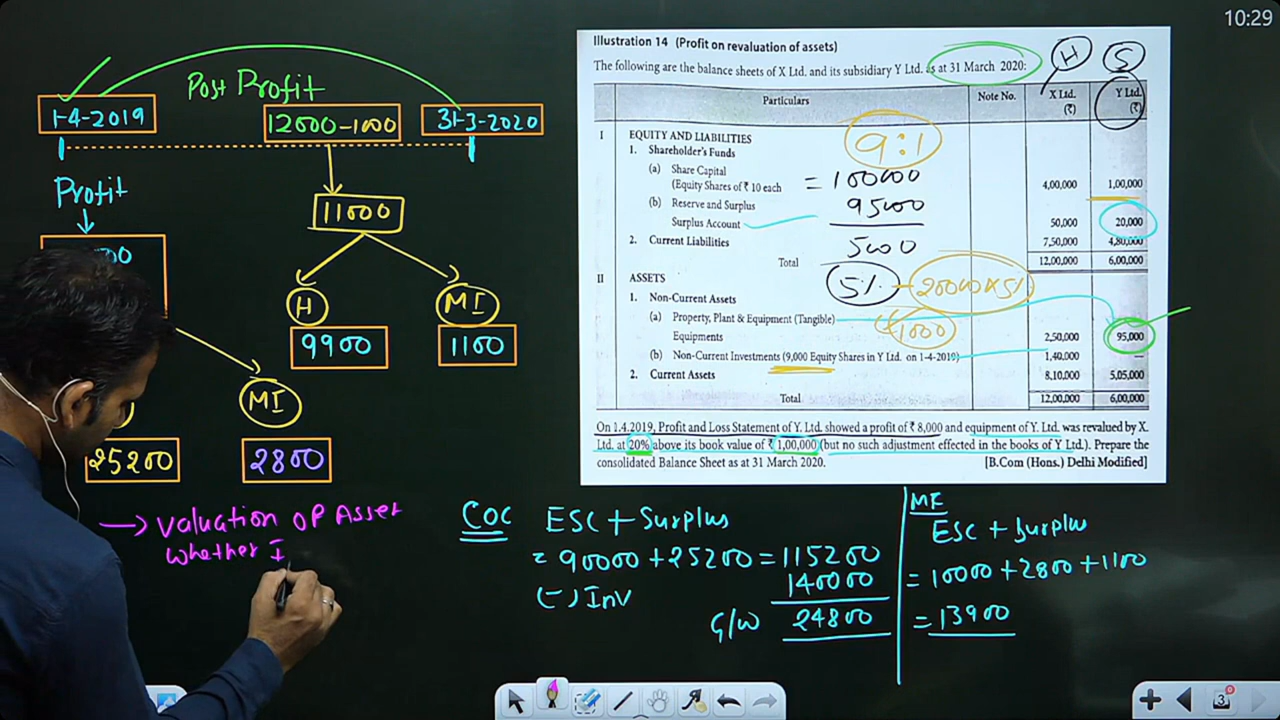 10:29
Post Profit
1-4-2019
12000-1000
31-3-2020
Profit
11000
H
MI
9900
1100
MI
25200
2800
→ Valuation of Asset
whether I
Illustration 14 (Profit on revaluation of assets)
The following are the balance sheets of X Ltd. and its subsidiary Y Ltd. as at 31 March 2020:
H
S
Particulars Note No. X Ltd. (₹) Y Ltd. (₹)
I EQUITY AND LIABILITIES
9:1
1. Shareholder's Funds
(a) Share Capital
(Equity Shares of ₹ 10 each 4,00,000 1,00,000
= 100000
(b) Reserve and Surplus
95000
Surplus Account 50,000 20,000
2. Current Liabilities 7,50,000 4,80,000
5000
Total 12,00,000 6,00,000
II ASSETS
5% → 20000×5%
1. Non-Current Assets
(a) Property, Plant & Equipment (Tangible)
1000
Equipments 2,50,000 95,000
(b) Non-Current Investments (9,000 Equity Shares in Y Ltd. on 1-4-2019) 1,40,000 —
2. Current Assets 8,10,000 5,05,000
Total 12,00,000 6,00,000
On 1.4.2019, Profit and Loss Statement of Y. Ltd. showed a profit of ₹ 8,000 and equipment of Y. Ltd. was revalued by X.
Ltd. at 20% above its book value of ₹ 1,00,000 (but no such adjustment effected in the books of Y Ltd.). Prepare the
consolidated Balance Sheet as at 31 March 2020. [B.Com (Hons.) Delhi Modified]
COC ESC + Surplus
= 90000 + 25200 = 115200
(-) Inv 140000
G/W 24800
ESC + Surplus
= 10000 + 2800 + 1100
= 13900
3